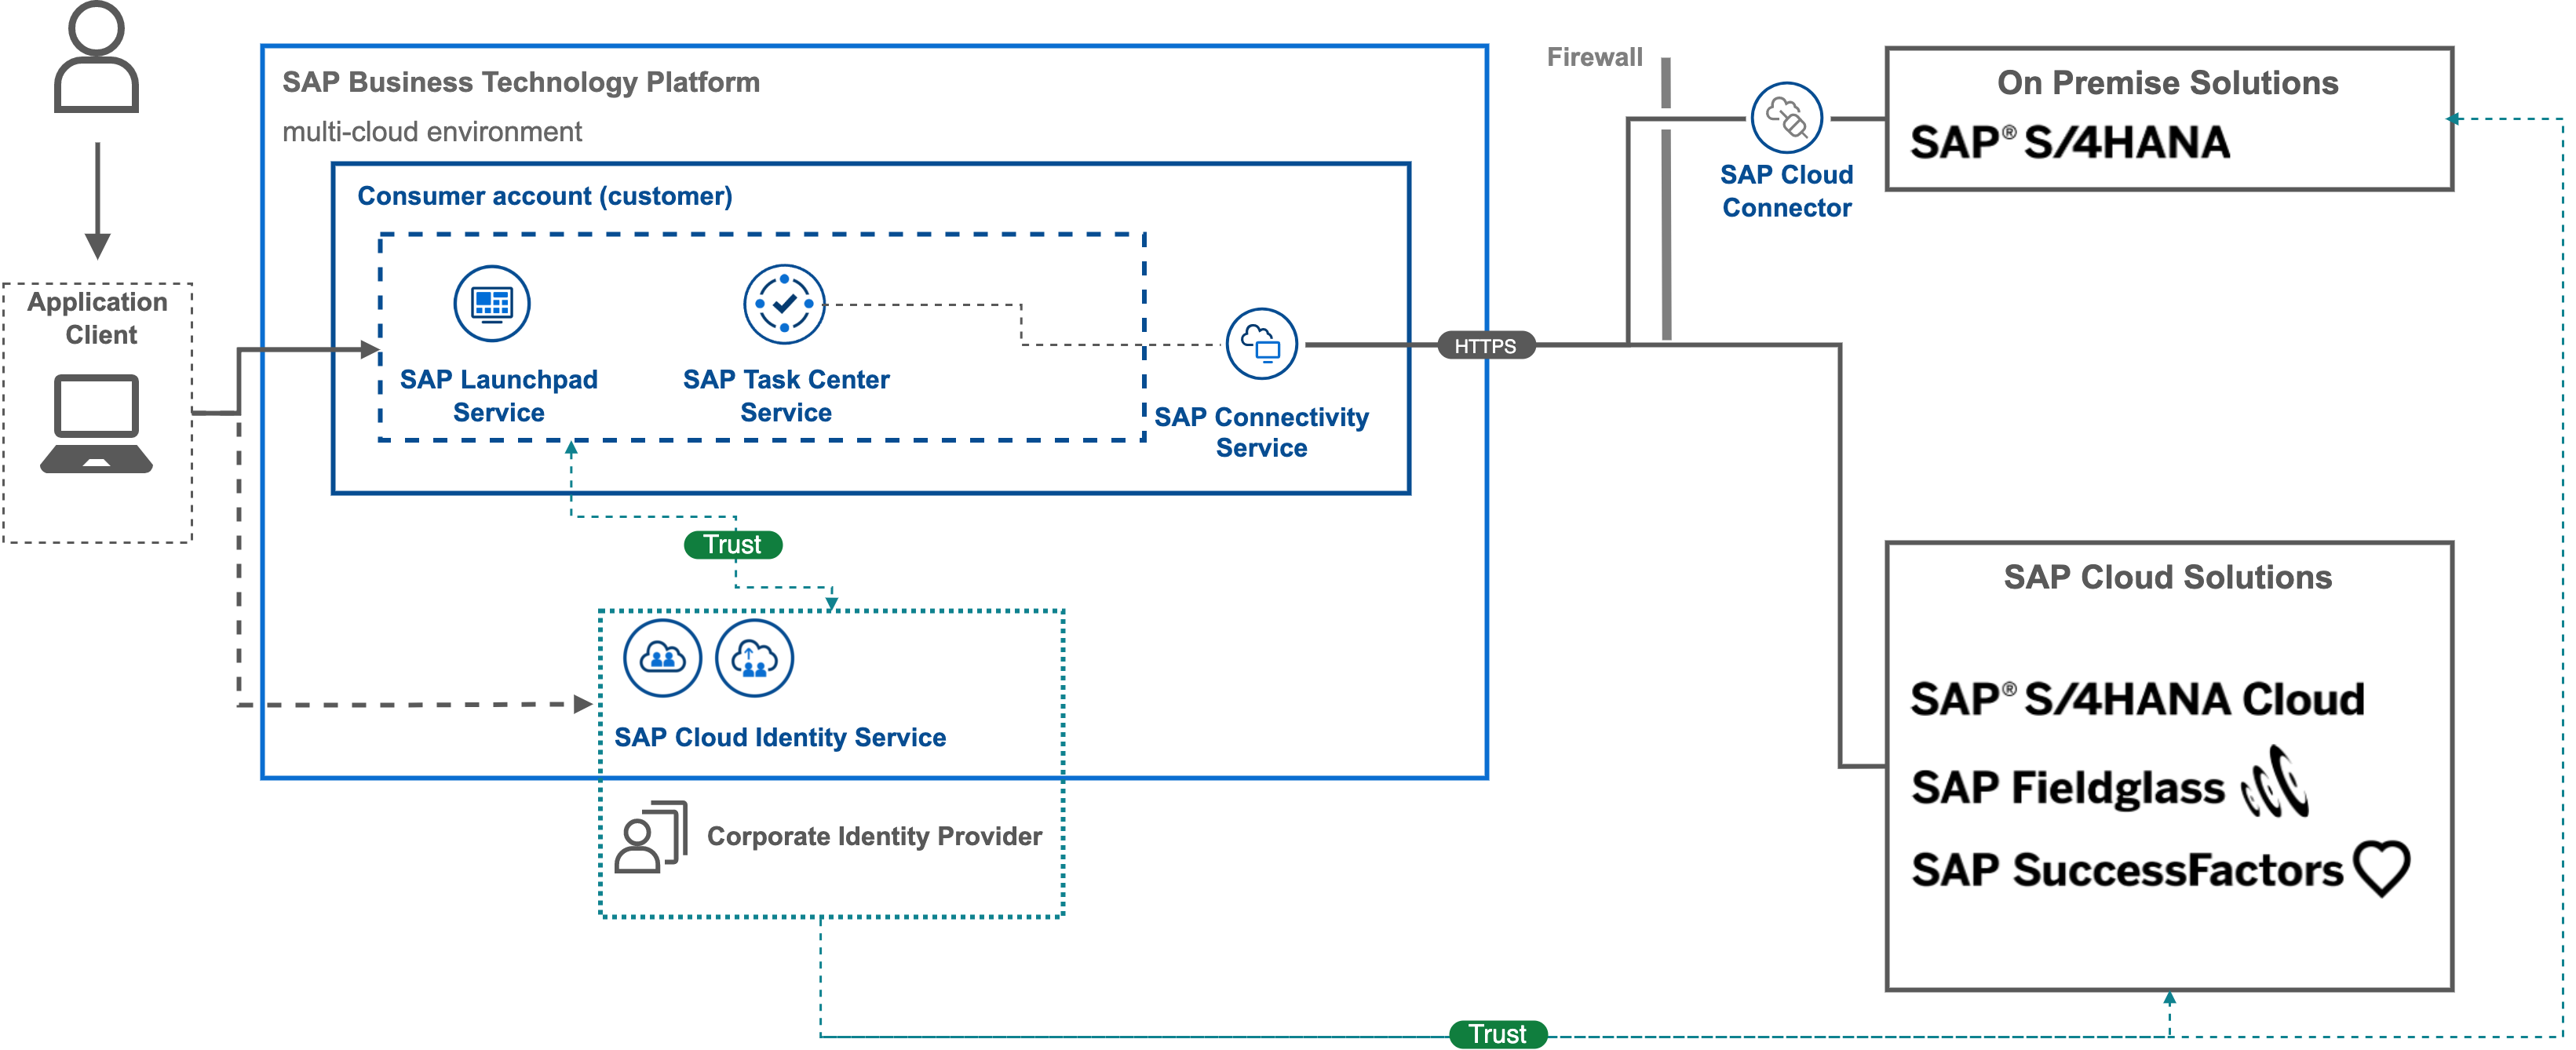 SAP Business Technology Platform
multi-cloud environment
Consumer account (customer)
Application
Client
SAP Launchpad
Service
SAP Task Center
Service
SAP Connectivity
Service
HTTPS
Firewall
SAP Cloud
Connector
On Premise Solutions
SAP® S/4HANA
Trust
SAP Cloud Identity Service
Corporate Identity Provider
SAP Cloud Solutions
SAP® S/4HANA Cloud
SAP Fieldglass
SAP SuccessFactors
Trust